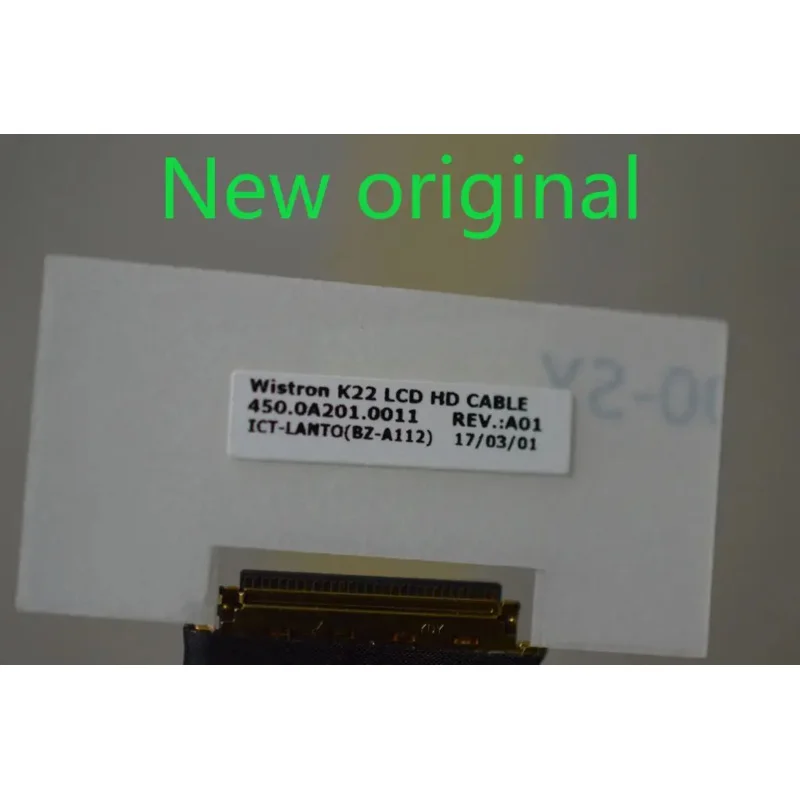 New original
Wistron K22 LCD HD CABLE
450.0A201.0011 REV.:A01
ICT-LANTO(BZ-A112) 17/03/01